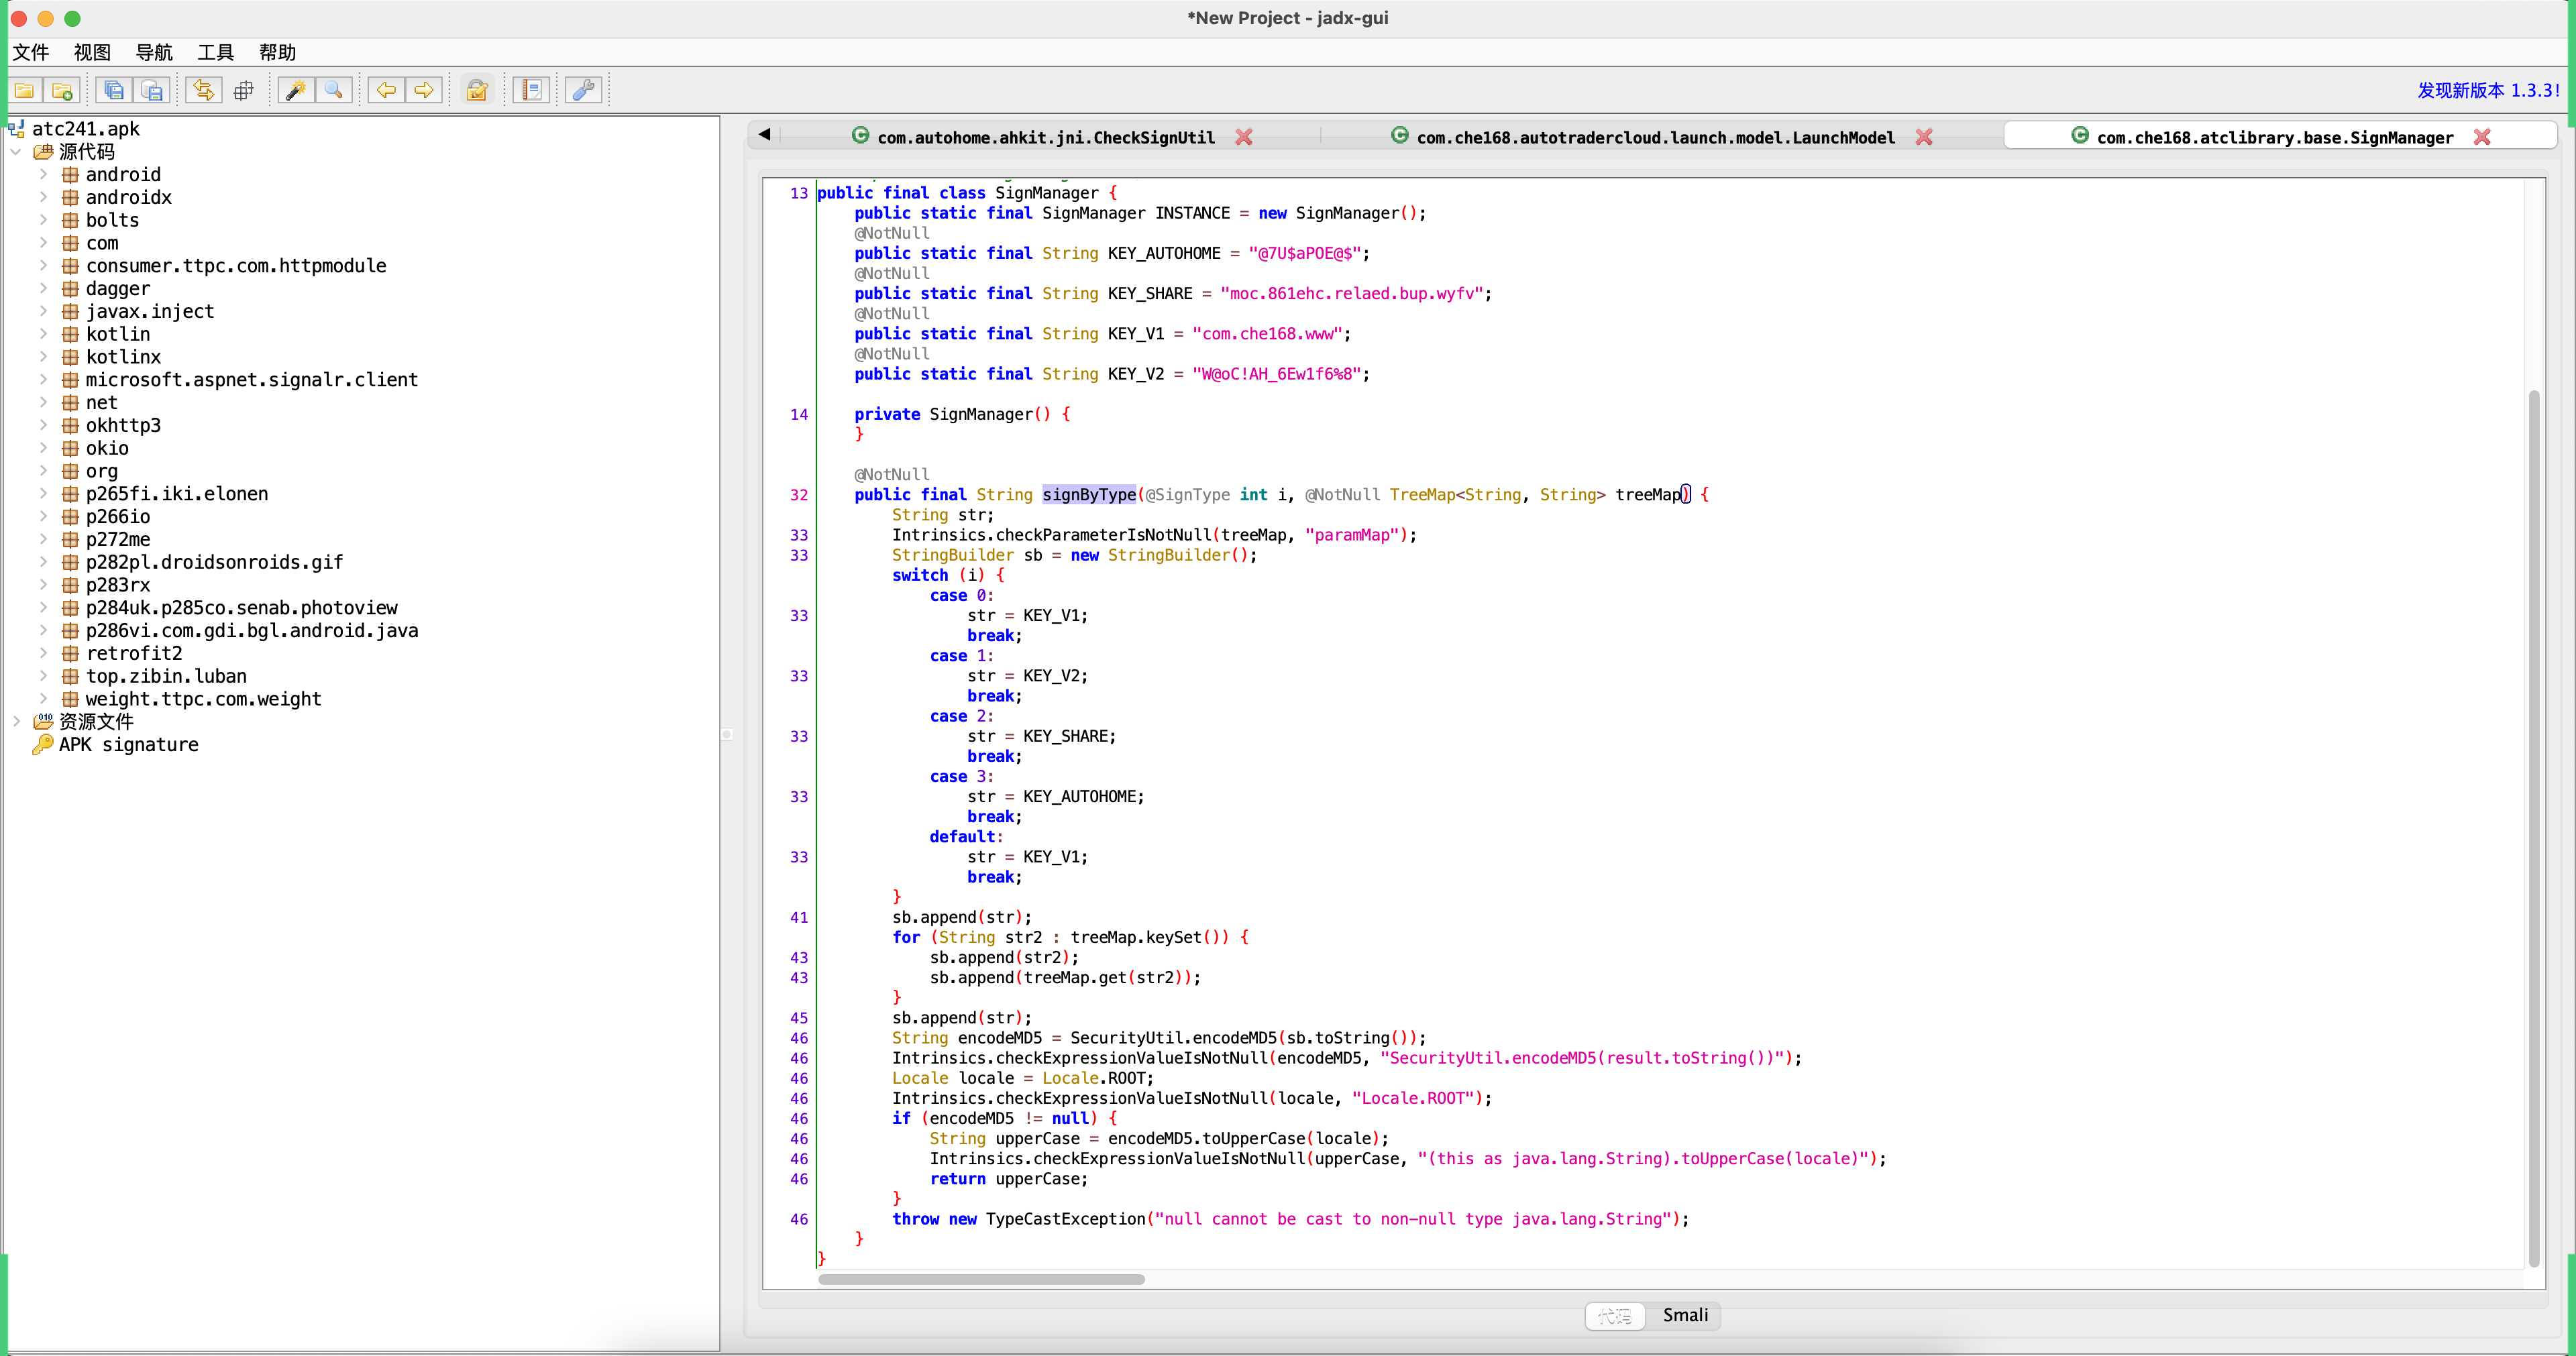 *New Project - jadx-gui
文件 视图 导航 工具 帮助
发现新版本 1.3.3!
atc241.apk
源代码
android
androidx
bolts
com
consumer.ttpc.com.httpmodule
dagger
javax.inject
kotlin
kotlinx
microsoft.aspnet.signalr.client
net
okhttp3
okio
org
p265fi.iki.elonen
p266io
p272me
p282pl.droidsonroids.gif
p283rx
p284uk.p285co.senab.photoview
p286vi.com.gdi.bgl.android.java
retrofit2
top.zibin.luban
weight.ttpc.com.weight
资源文件
APK signature
com.autohome.ahkit.jni.CheckSignUtil com.che168.autotradercloud.launch.model.LaunchModel com.che168.atclibrary.base.SignManager
13 public final class SignManager {
public static final SignManager INSTANCE = new SignManager();
@NotNull
public static final String KEY_AUTOHOME = "@7U$aPOE@$";
@NotNull
public static final String KEY_SHARE = "moc.861ehc.relaed.bup.wyfv";
@NotNull
public static final String KEY_V1 = "com.che168.www";
@NotNull
public static final String KEY_V2 = "W@oC!AH_6Ew1f6%8";
14 private SignManager() {
}
@NotNull
32 public final String signByType(@SignType int i, @NotNull TreeMap<String, String> treeMap) {
String str;
33 Intrinsics.checkParameterIsNotNull(treeMap, "paramMap");
33 StringBuilder sb = new StringBuilder();
switch (i) {
case 0:
33 str = KEY_V1;
break;
case 1:
33 str = KEY_V2;
break;
case 2:
33 str = KEY_SHARE;
break;
case 3:
33 str = KEY_AUTOHOME;
break;
default:
33 str = KEY_V1;
break;
}
41 sb.append(str);
for (String str2 : treeMap.keySet()) {
43 sb.append(str2);
43 sb.append(treeMap.get(str2));
}
45 sb.append(str);
46 String encodeMD5 = SecurityUtil.encodeMD5(sb.toString());
46 Intrinsics.checkExpressionValueIsNotNull(encodeMD5, "SecurityUtil.encodeMD5(result.toString())");
46 Locale locale = Locale.ROOT;
46 Intrinsics.checkExpressionValueIsNotNull(locale, "Locale.ROOT");
46 if (encodeMD5 != null) {
46 String upperCase = encodeMD5.toUpperCase(locale);
46 Intrinsics.checkExpressionValueIsNotNull(upperCase, "(this as java.lang.String).toUpperCase(locale)");
46 return upperCase;
}
46 throw new TypeCastException("null cannot be cast to non-null type java.lang.String");
}
}
代码 Smali